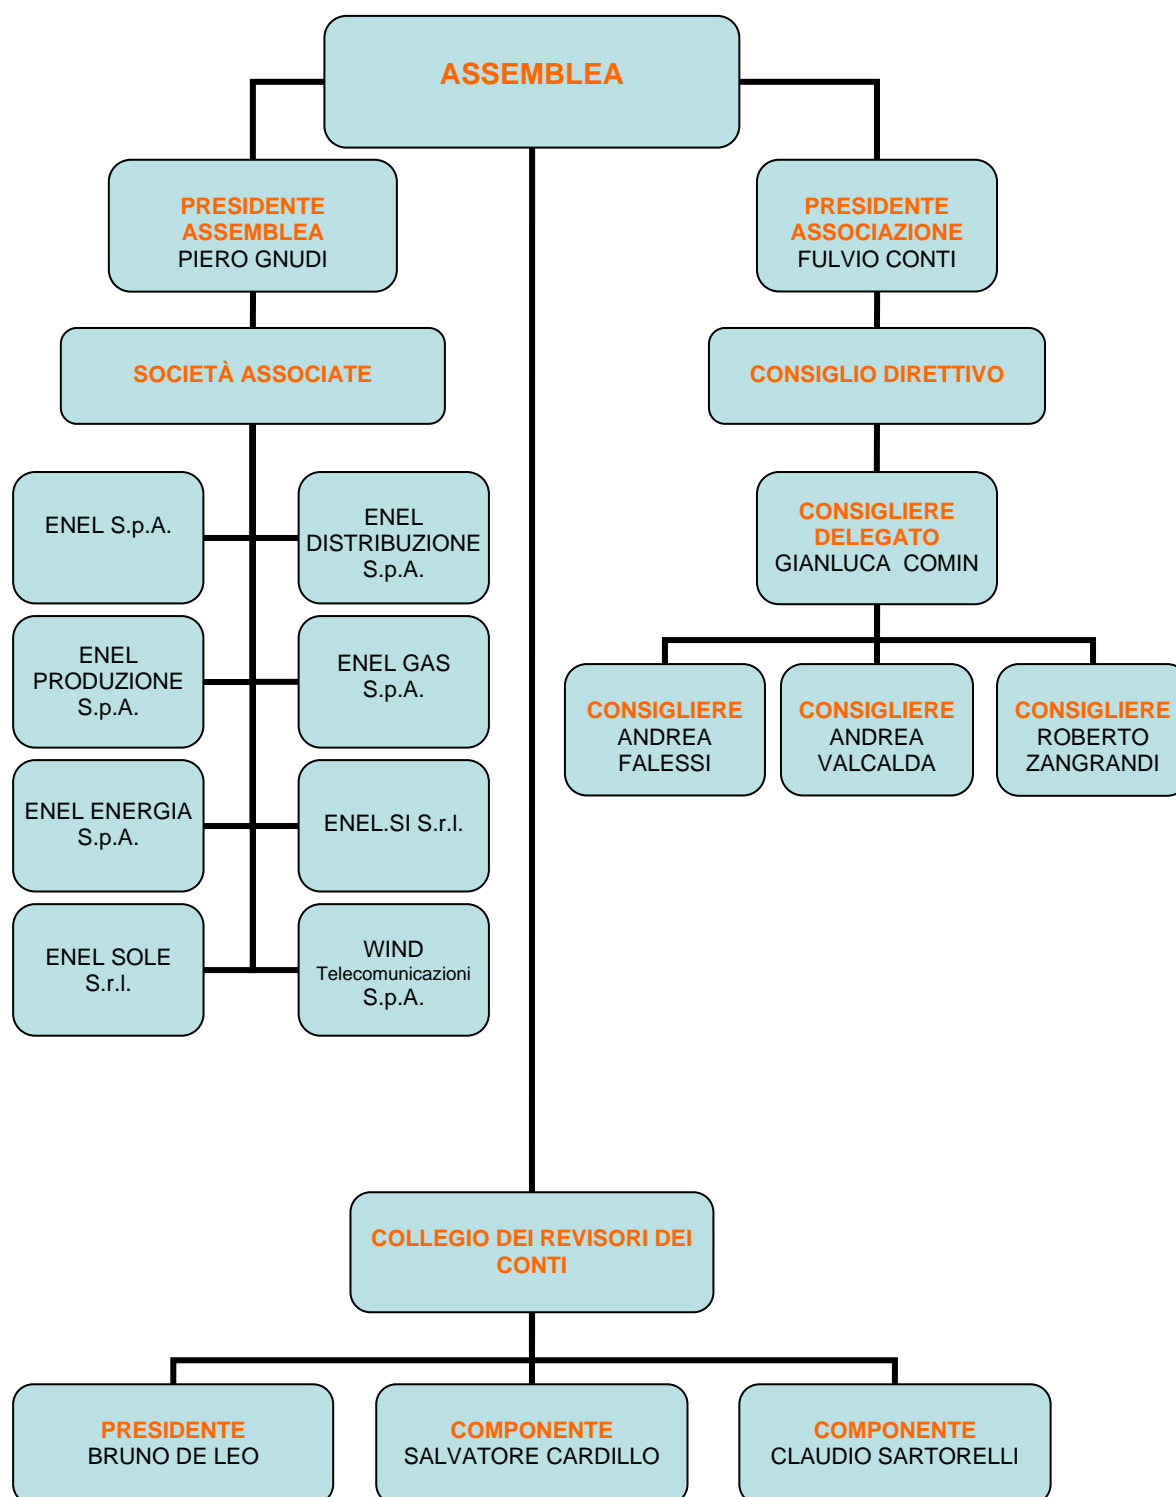 ASSEMBLEA
PRESIDENTE
ASSEMBLEA
PIERO GNUDI
PRESIDENTE
ASSOCIAZIONE
FULVIO CONTI
SOCIETÀ ASSOCIATE
CONSIGLIO DIRETTIVO
ENEL S.p.A.
ENEL
DISTRIBUZIONE
S.p.A.
CONSIGLIERE
DELEGATO
GIANLUCA  COMIN
ENEL
PRODUZIONE
S.p.A.
ENEL GAS
S.p.A.
CONSIGLIERE
ANDREA
FALESSI
CONSIGLIERE
ANDREA
VALCALDA
CONSIGLIERE
ROBERTO
ZANGRANDI
ENEL ENERGIA
S.p.A.
ENEL.SI S.r.l.
ENEL SOLE
S.r.l.
WIND
Telecomunicazioni
S.p.A.
COLLEGIO DEI REVISORI DEI
CONTI
PRESIDENTE
BRUNO DE LEO
COMPONENTE
SALVATORE CARDILLO
COMPONENTE
CLAUDIO SARTORELLI